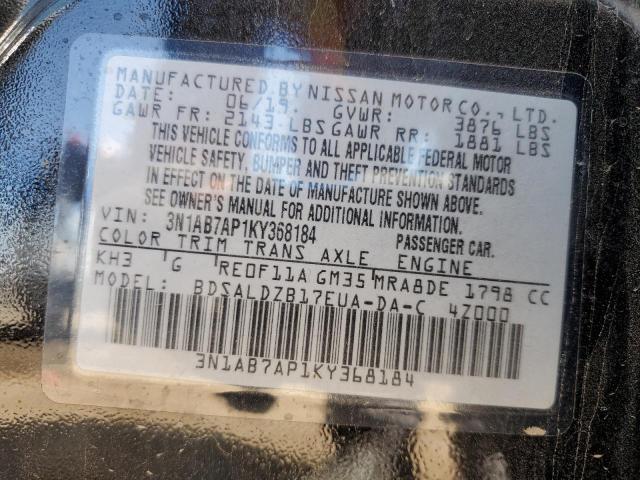 MANUFACTURED BY NISSAN MOTOR CO., LTD.
DATE: 06/19 GVWR: 3876 LBS
GAWR FR: 2143 LBS GAWR RR: 1881 LBS
THIS VEHICLE CONFORMS TO ALL APPLICABLE FEDERAL MOTOR
VEHICLE SAFETY, BUMPER AND THEFT PREVENTION STANDARDS
IN EFFECT ON THE DATE OF MANUFACTURE SHOWN ABOVE.
SEE OWNER'S MANUAL FOR ADDITIONAL INFORMATION.
VIN: 3N1AB7AP1KY368184 PASSENGER CAR.
COLOR TRIM TRANS AXLE ENGINE
KH3 G RE0F11A GM35 MRA8DE 1798 CC
MODEL: BDSALDZB17EUA-DA-C 4Z000
3N1AB7AP1KY368184